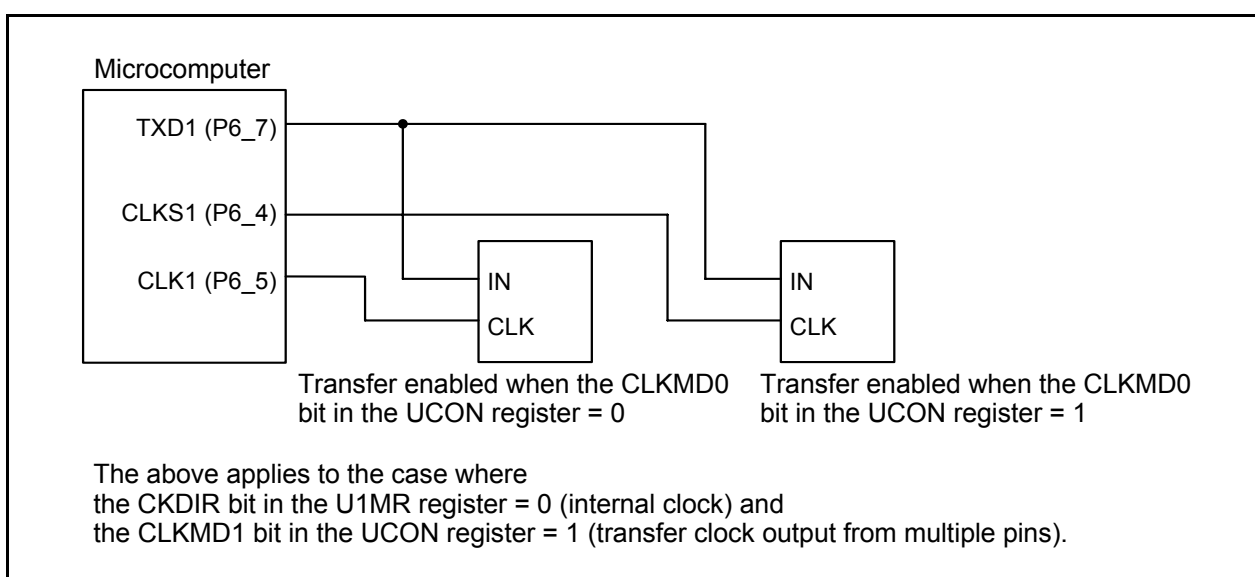 Microcomputer
TXD1 (P6_7)
CLKS1 (P6_4)
CLK1 (P6_5)
IN
CLK
IN
CLK
Transfer enabled when the CLKMD0
bit in the UCON register = 0
Transfer enabled when the CLKMD0
bit in the UCON register = 1
The above applies to the case where
the CKDIR bit in the U1MR register = 0 (internal clock) and
the CLKMD1 bit in the UCON register = 1 (transfer clock output from multiple pins).